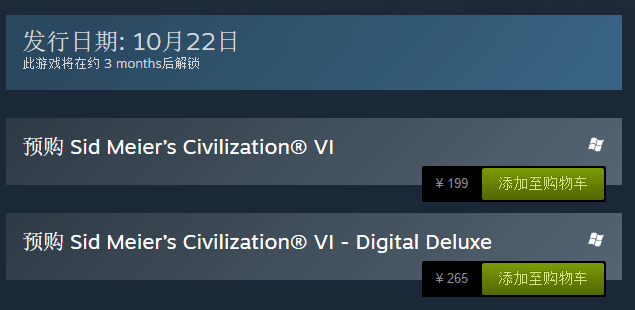 发行日期: 10月22日
此游戏将在约 3 months后解锁
预购 Sid Meier's Civilization® VI
¥ 199
添加至购物车
预购 Sid Meier's Civilization® VI - Digital Deluxe
¥ 265
添加至购物车